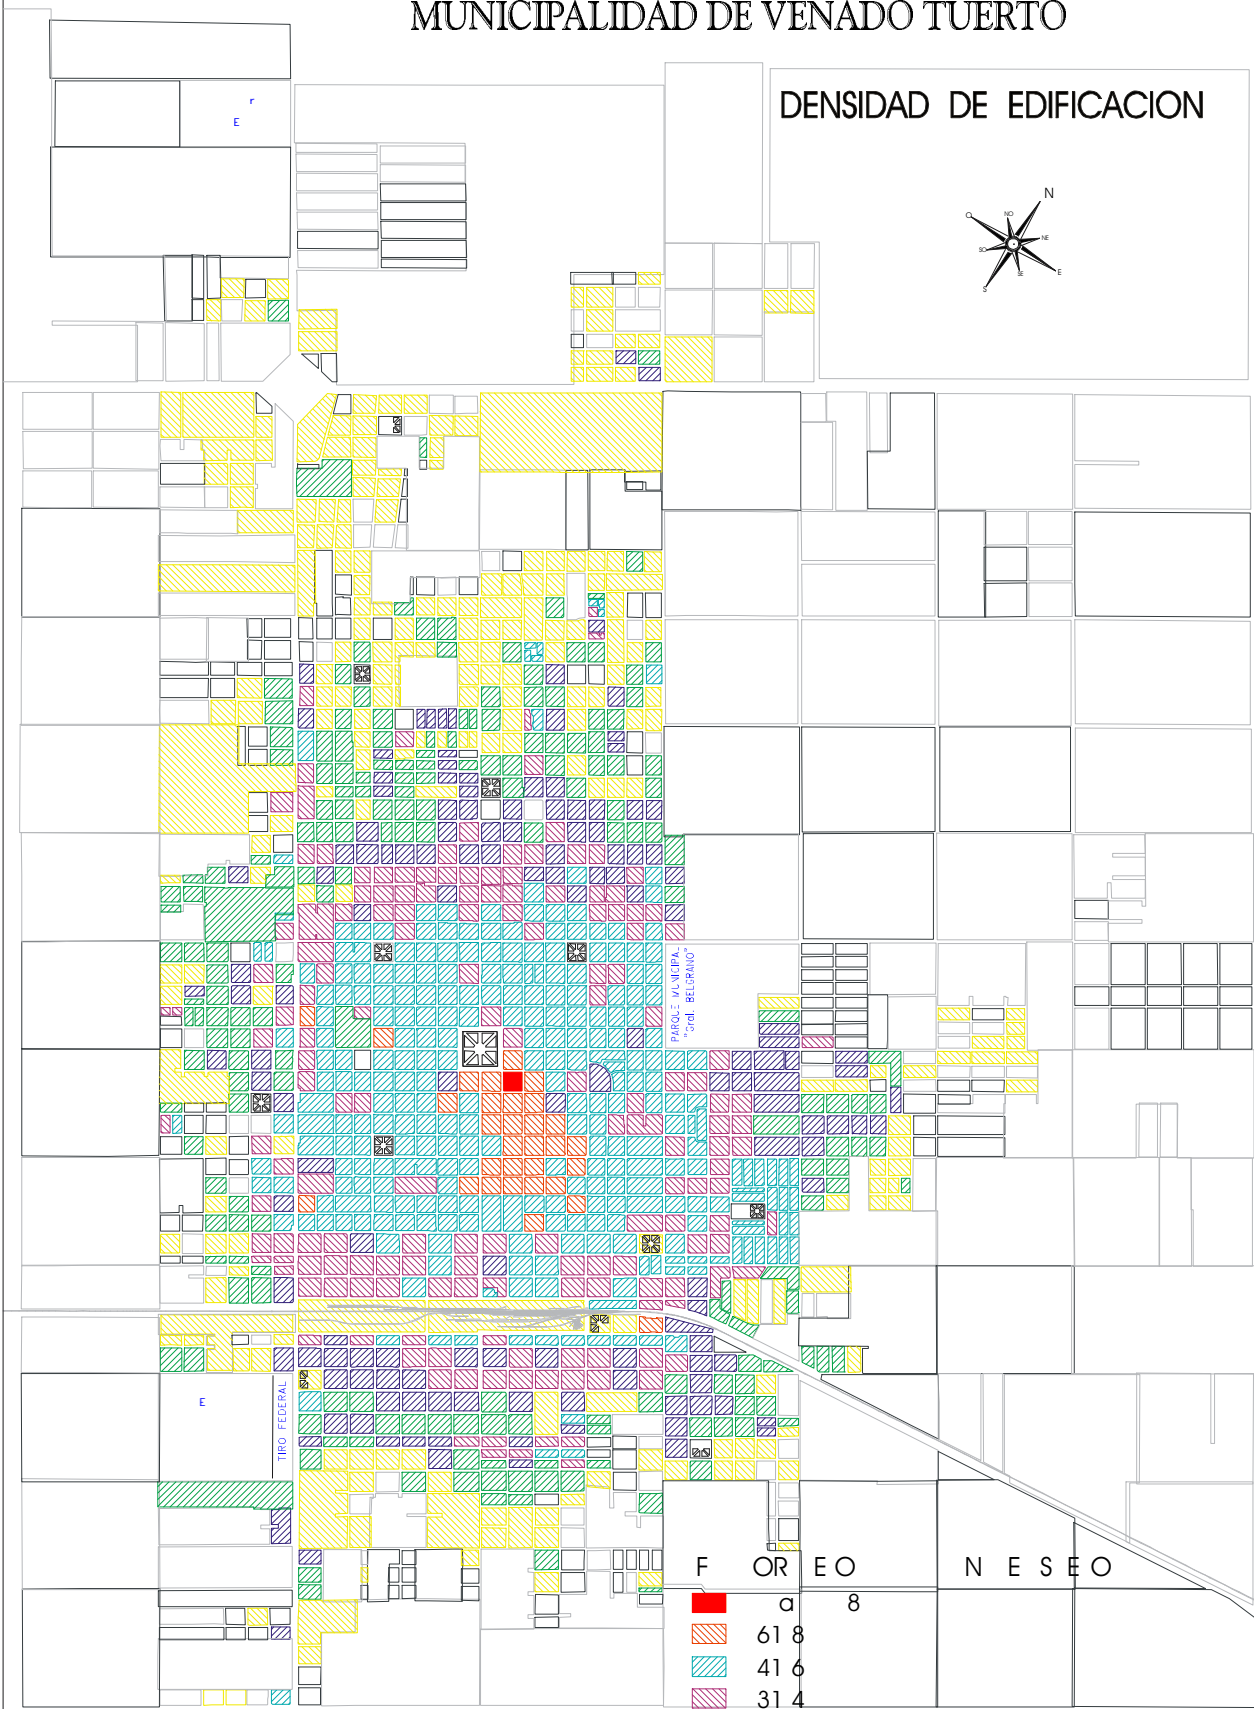 MUNICIPALIDAD DE VENADO TUERTO
DENSIDAD DE EDIFICACION
r
E
N
NO
O
NE
SO
SE
E
S
PARQUE MUNICIPAL
"Gral. BELGRANO"
E
TIRO FEDERAL
F OR EO N E S E O
a 8
61 8
41 6
31 4